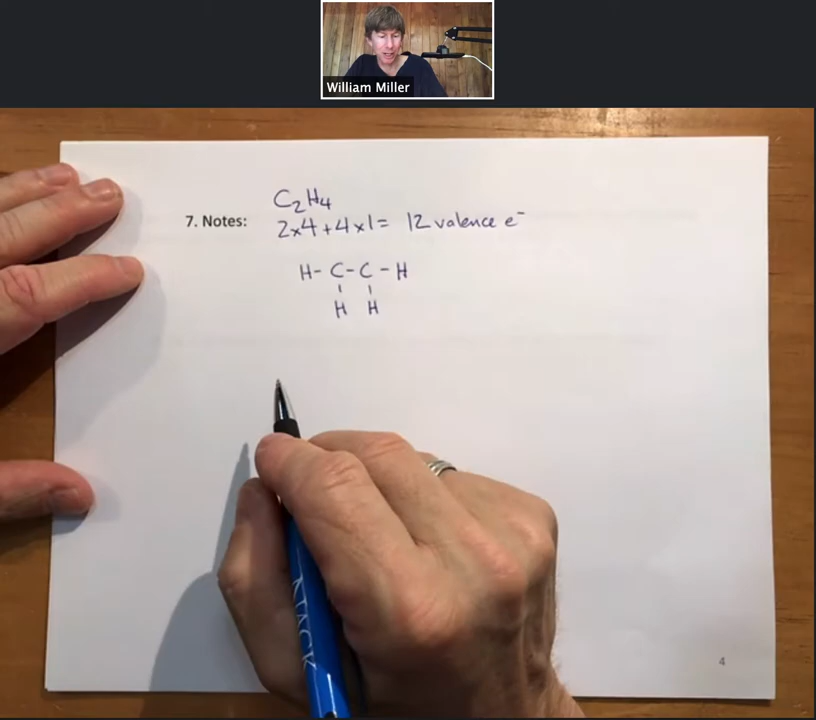 William Miller
C₂H₄
7. Notes: 2x4+4x1= 12 valence e⁻
H-C-C-H
H H
4